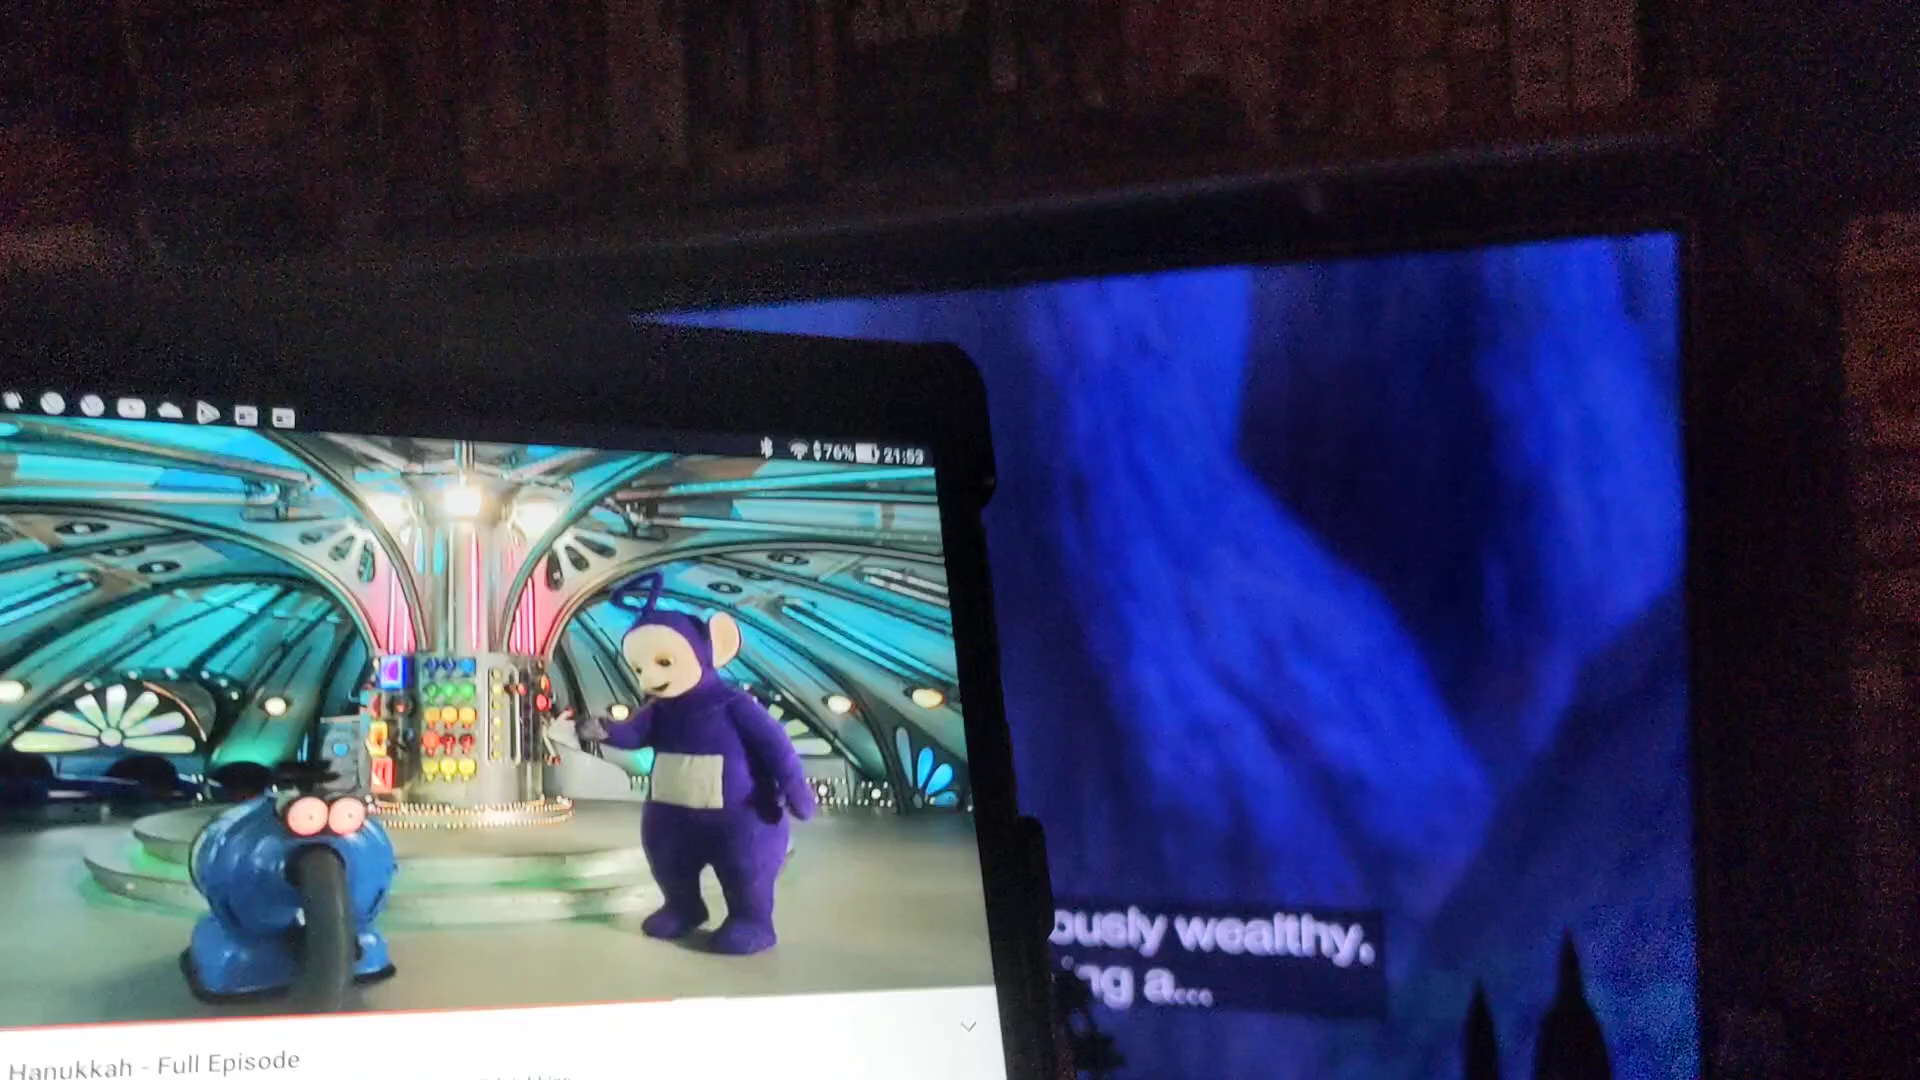 76% 21:53
ously wealthy,
ng a...
Hanukkah - Full Episode